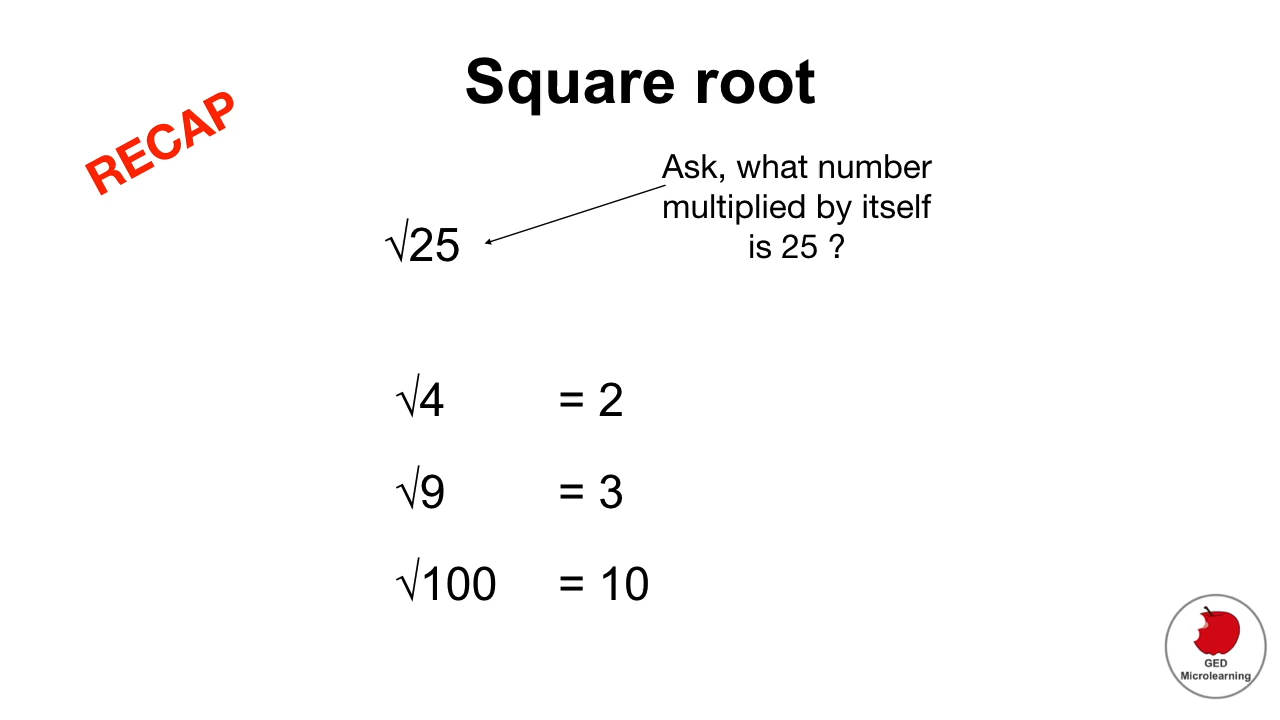 Square root
RECAP
Ask, what number
multiplied by itself
is 25 ?
√25
√4 = 2
√9 = 3
√100 = 10
GED
Microlearning